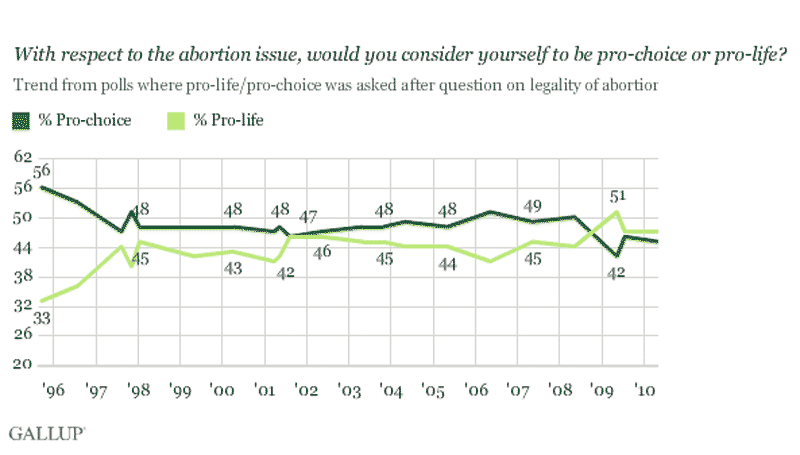 With respect to the abortion issue, would you consider yourself to be pro-choice or pro-life?
Trend from polls where pro-life/pro-choice was asked after question on legality of abortior
% Pro-choice % Pro-life
62
56
56
50
44
38
32
26
20
56 48 48 48 47 48 48 49 51
33 45 43 42 46 45 44 45 42
'96 '97 '98 '99 '00 '01 '02 '03 '04 '05 '06 '07 '08 '09 '10
GALLUP